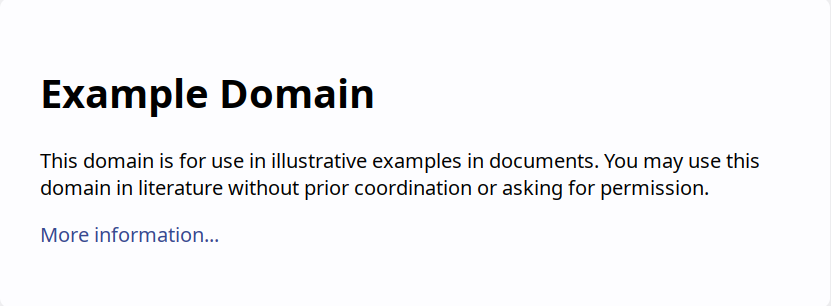 Example Domain
This domain is for use in illustrative examples in documents. You may use this
domain in literature without prior coordination or asking for permission.
More information...